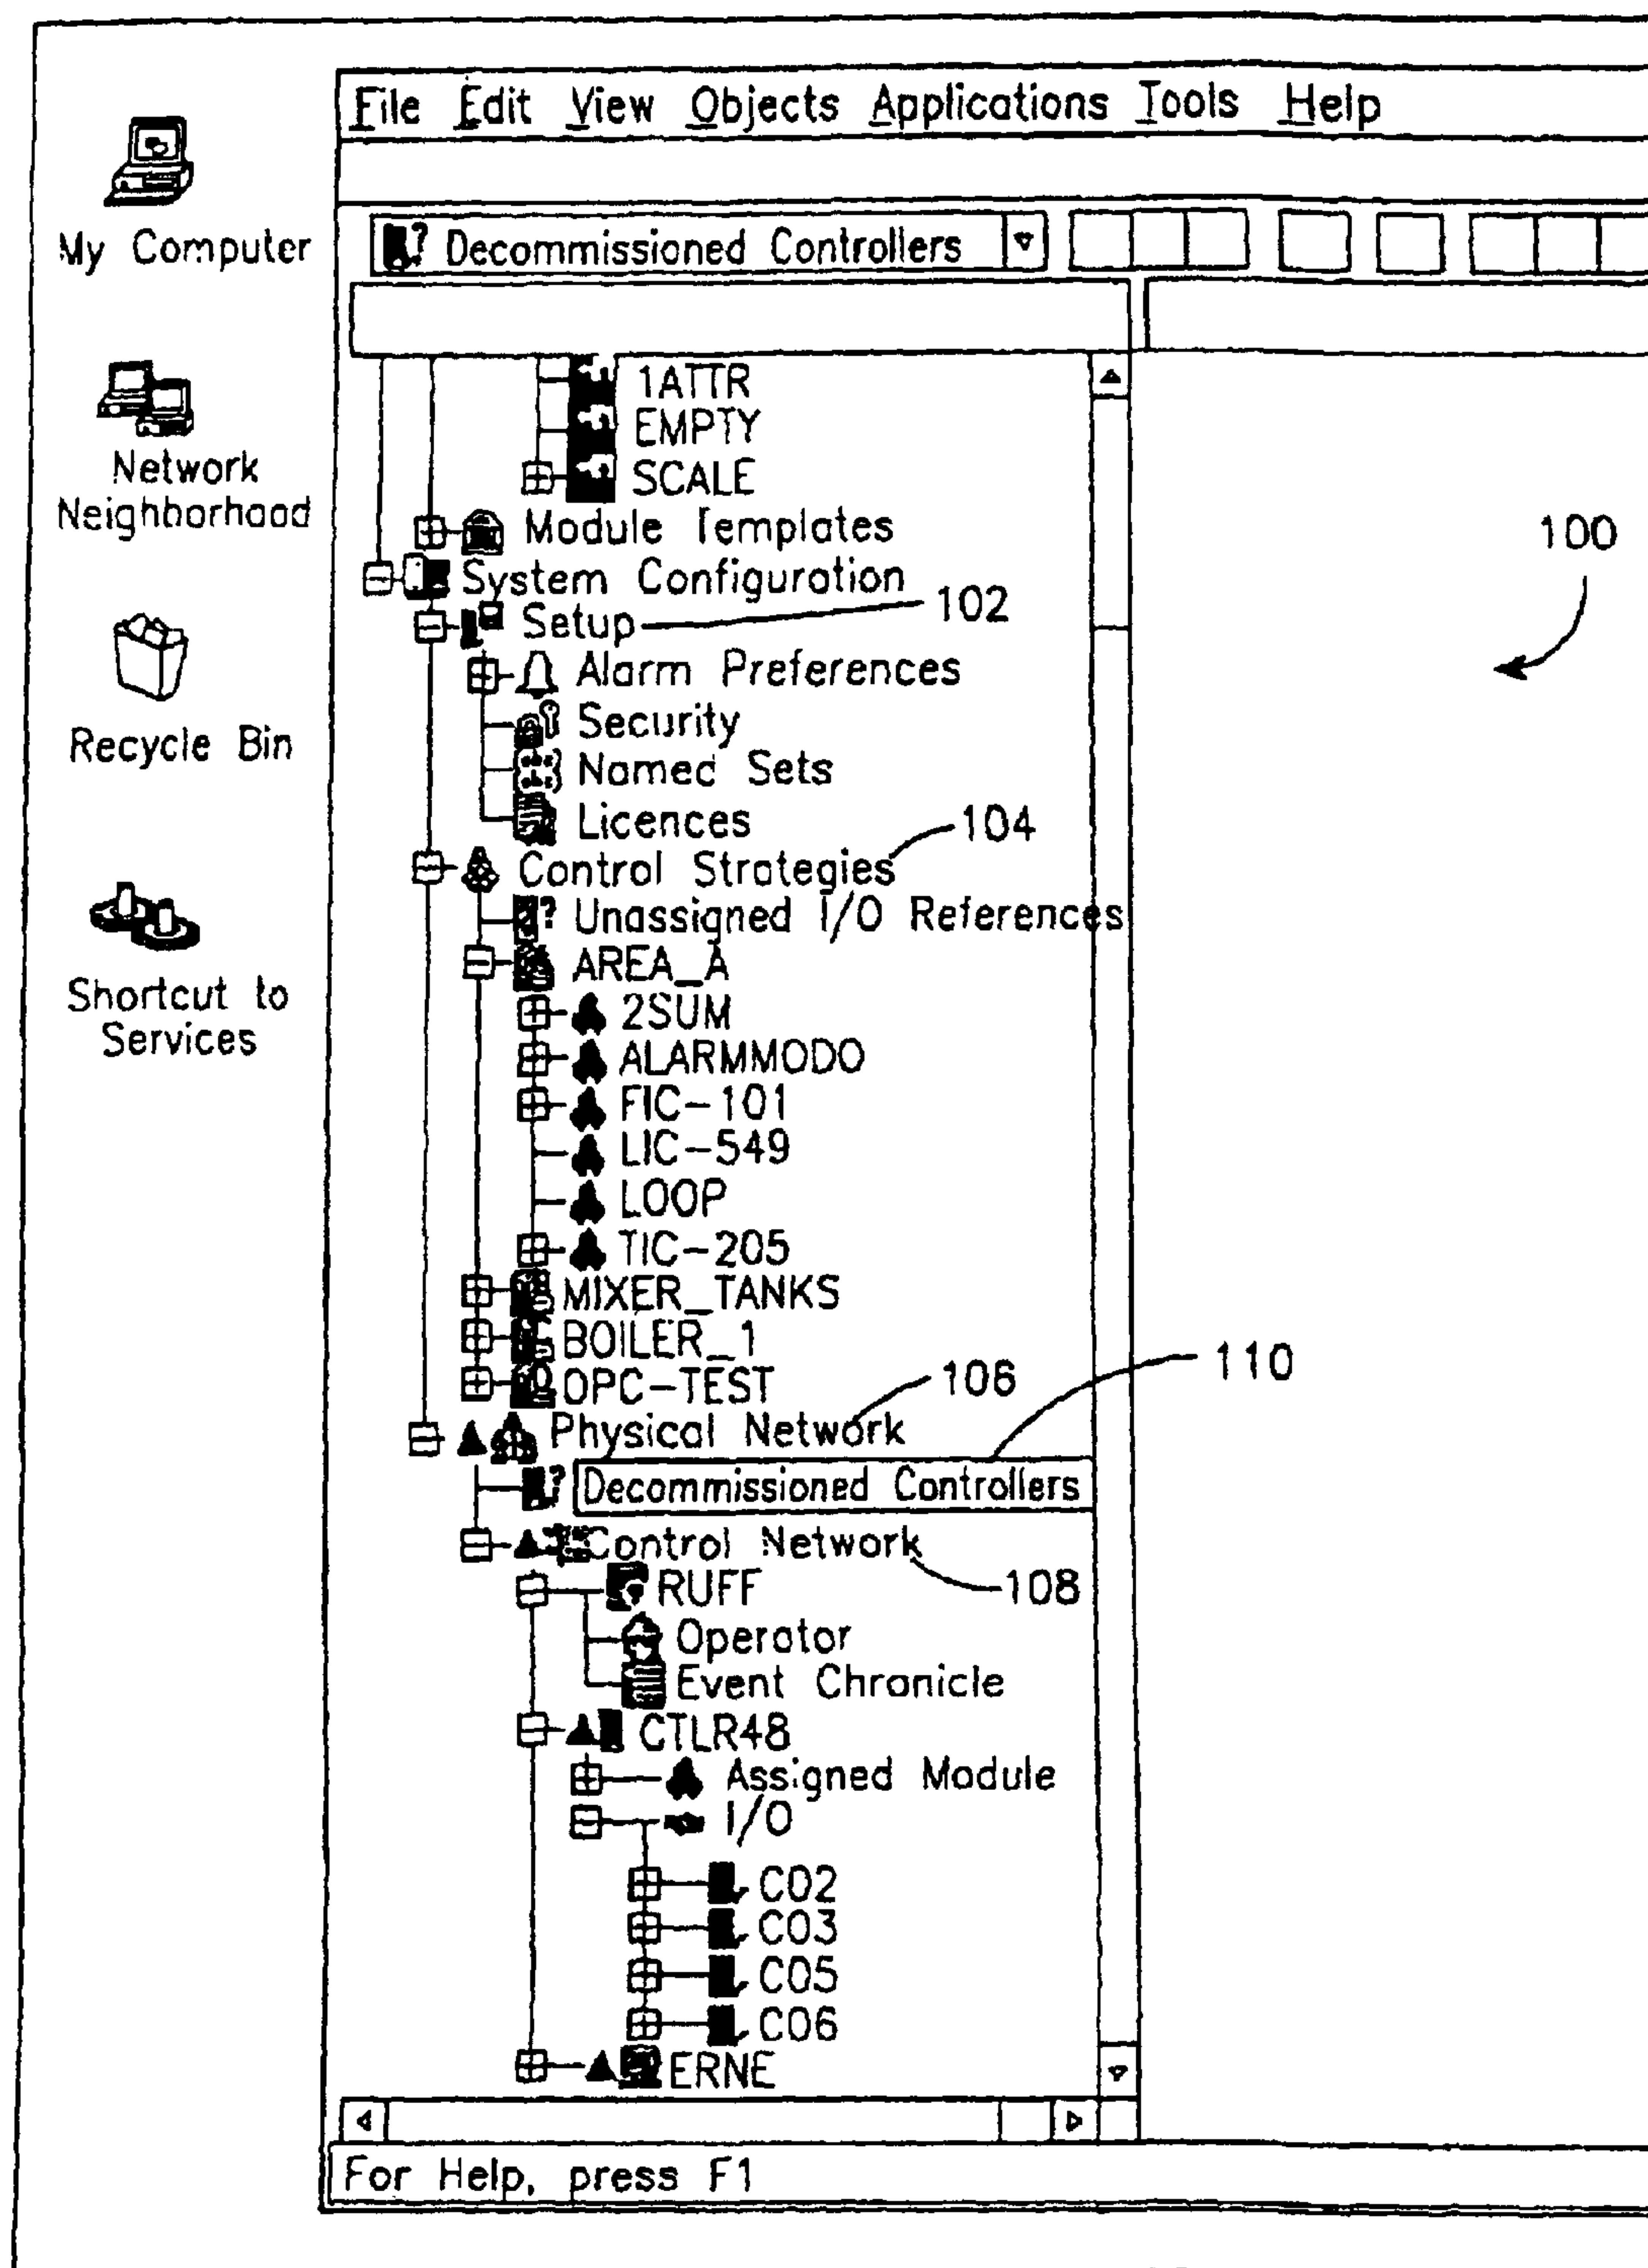 File Edit View Objects Applications Tools Help
My Computer
? Decommissioned Controllers
Network
Neighborhood
Recycle Bin
Shortcut to
Services
1ATTR
EMPTY
SCALE
Module Templates
System Configuration
Setup 102
Alarm Preferences
Security
Named Sets
Licences
104
Control Strategies
? Unassigned I/O References
AREA_A
2SUM
ALARMMODO
FIC-101
LIC-549
LOOP
TIC-205
MIXER_TANKS
BOILER_1
OPC-TEST
106
110
Physical Network
? Decommissioned Controllers
Control Network
108
RUFF
Operator
Event Chronicle
CTLR48
Assigned Module
I/O
C02
C03
C05
C06
ERNE
100
For Help, press F1